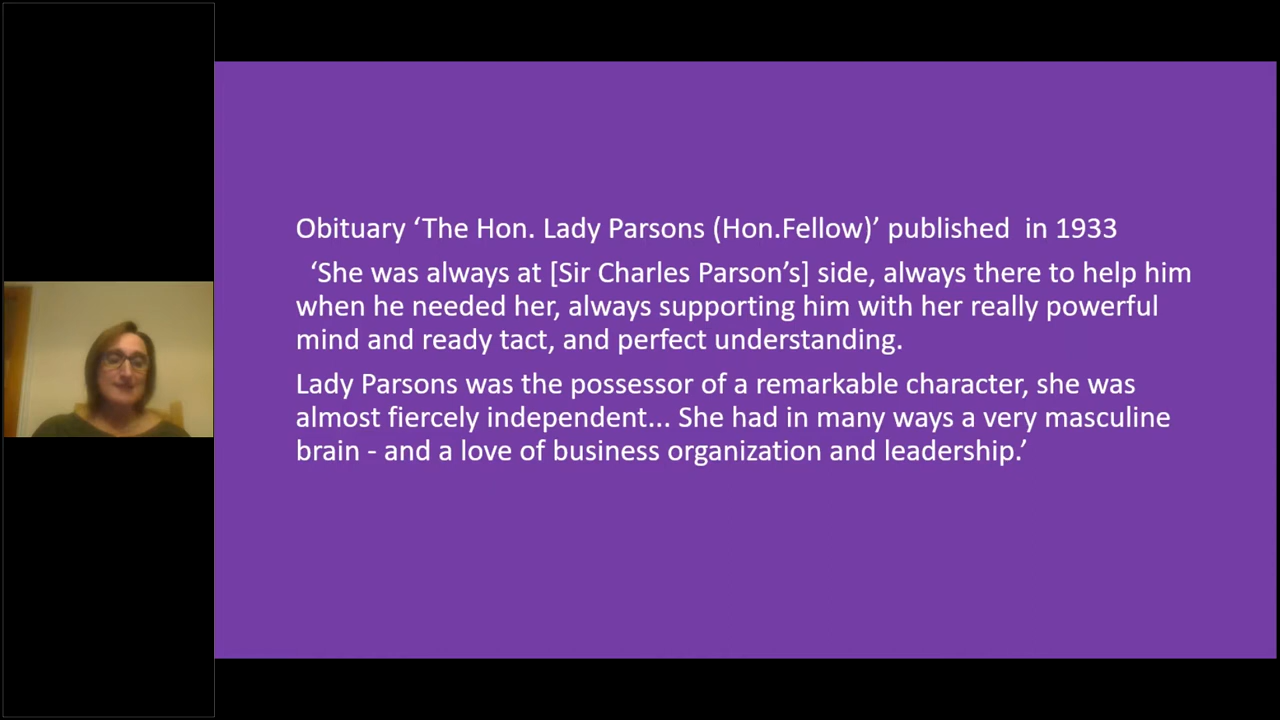 Obituary ‘The Hon. Lady Parsons (Hon.Fellow)’ published  in 1933
‘She was always at [Sir Charles Parson’s] side, always there to help him
when he needed her, always supporting him with her really powerful
mind and ready tact, and perfect understanding.
Lady Parsons was the possessor of a remarkable character, she was
almost fiercely independent... She had in many ways a very masculine
brain - and a love of business organization and leadership.’